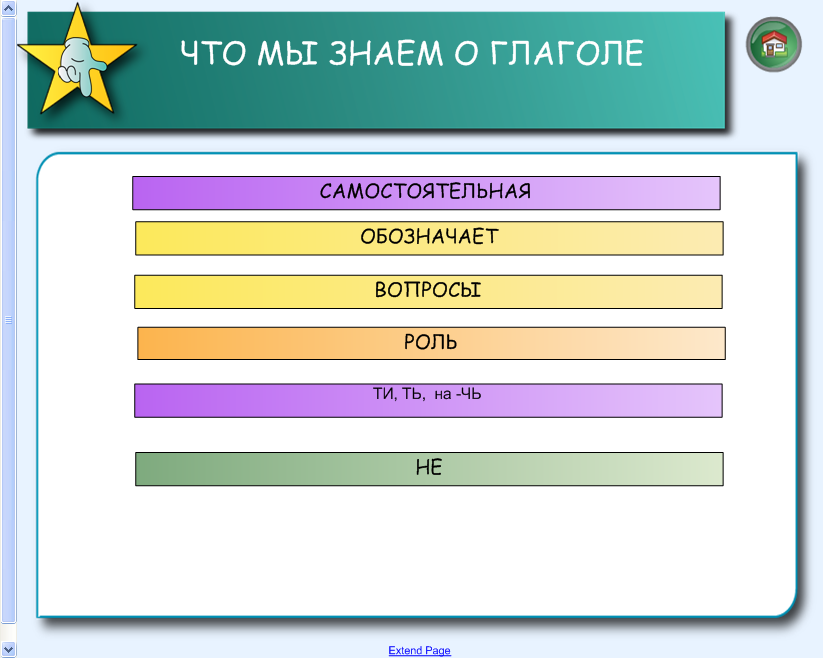 ЧТО МЫ ЗНАЕМ О ГЛАГОЛЕ
САМОСТОЯТЕЛЬНАЯ
ОБОЗНАЧАЕТ
ВОПРОСЫ
РОЛЬ
ТИ, ТЬ, на -ЧЬ
НЕ
Extend Page